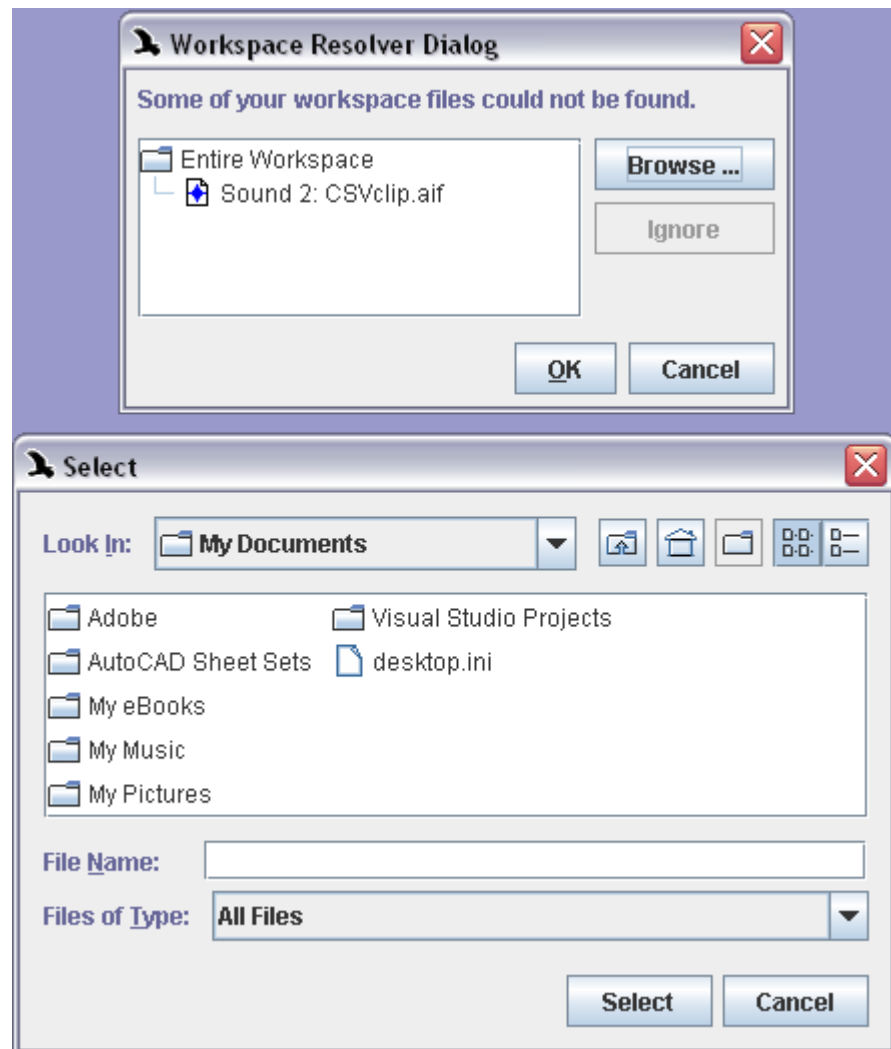 Workspace Resolver Dialog
Some of your workspace files could not be found.
Entire Workspace
Sound 2: CSVclip.aif
Browse ...
Ignore
OK
Cancel
Select
Look In:
My Documents
Adobe
Visual Studio Projects
AutoCAD Sheet Sets
desktop.ini
My eBooks
My Music
My Pictures
File Name:
Files of Type:
All Files
Select
Cancel